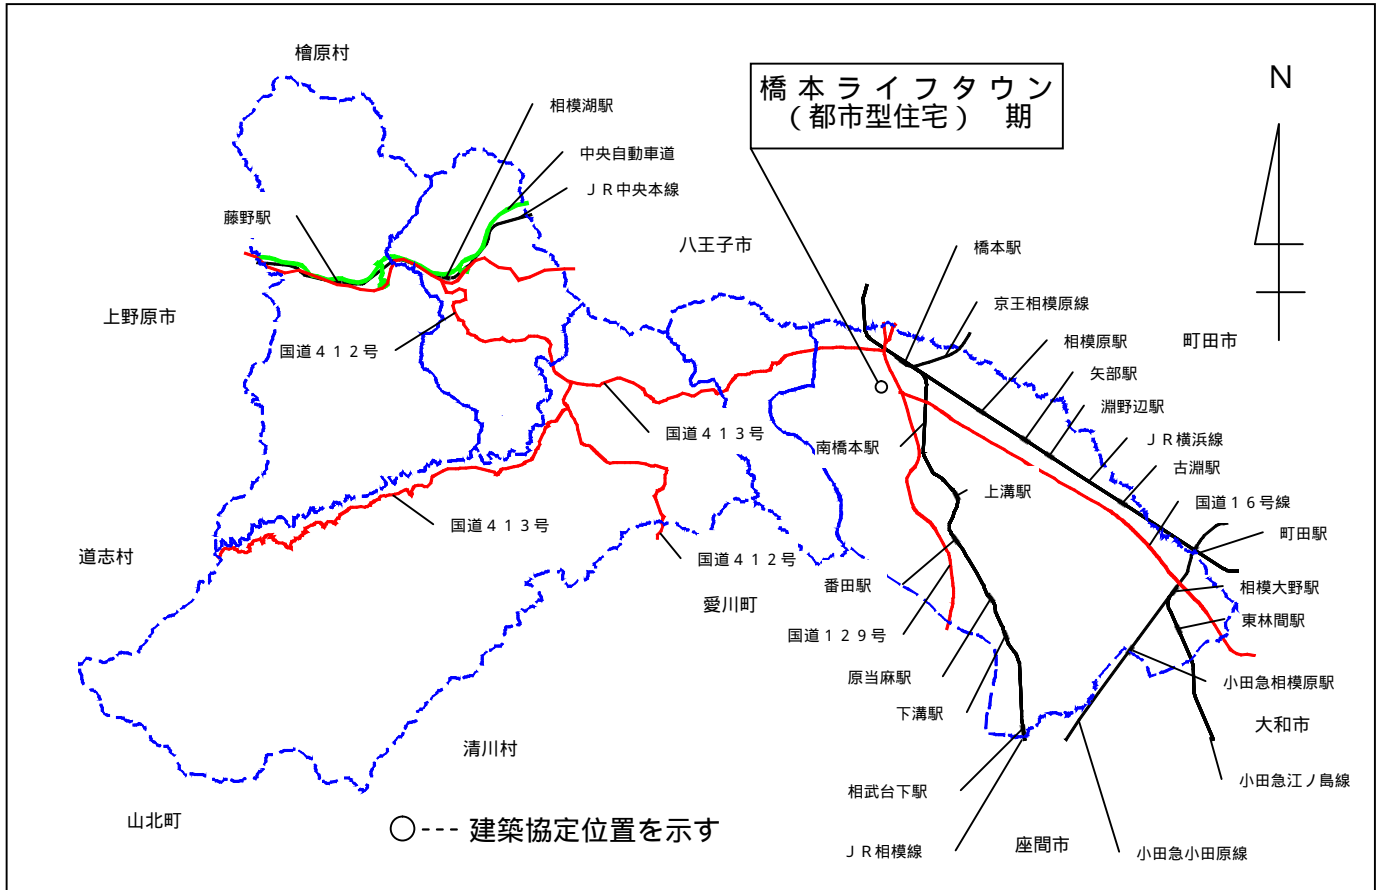 檜原村
橋本ライフタウン
（都市型住宅）　期
N
相模湖駅
中央自動車道
ＪＲ中央本線
藤野駅
八王子市
橋本駅
京王相模原線
上野原市
相模原駅
町田市
国道４１２号
矢部駅
淵野辺駅
国道４１３号
南橋本駅
ＪＲ横浜線
古淵駅
上溝駅
国道１６号線
国道４１３号
町田駅
道志村
国道４１２号
番田駅
相模大野駅
愛川町
東林間駅
国道１２９号
原当麻駅
小田急相模原駅
下溝駅
大和市
清川村
小田急江ノ島線
相武台下駅
山北町
建築協定位置を示す
ＪＲ相模線
座間市
小田急小田原線